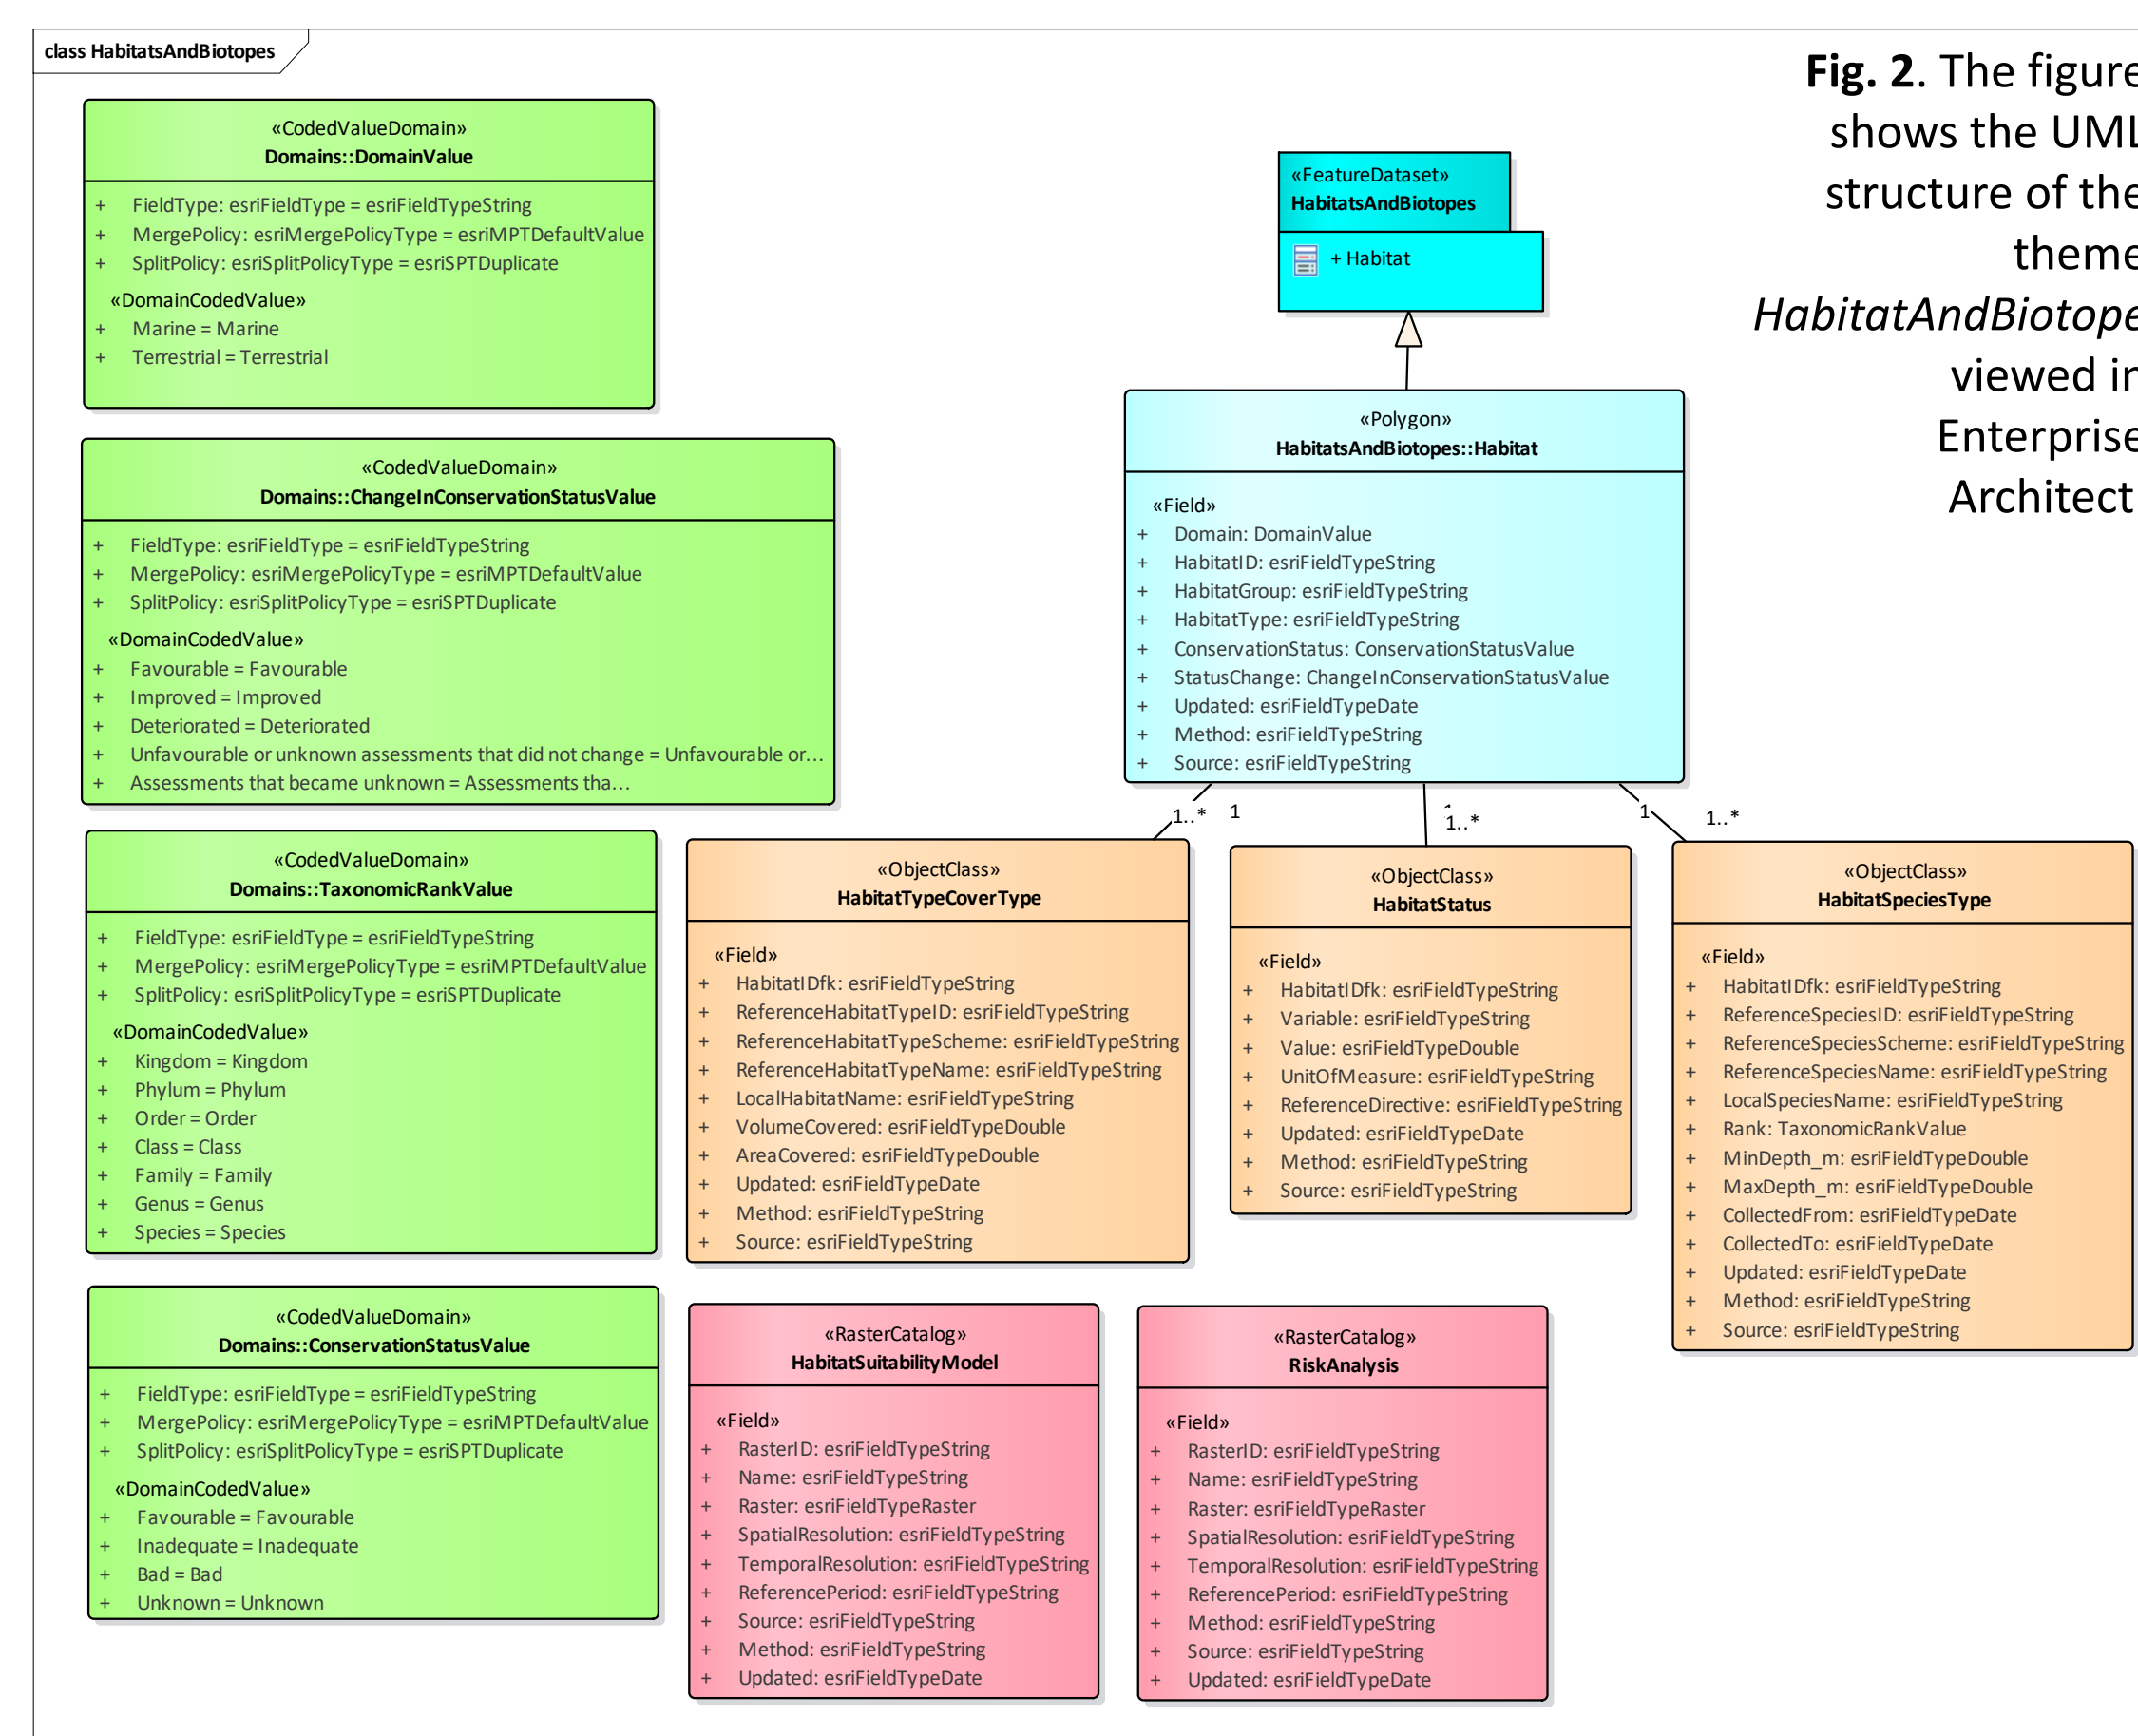 class HabitatsAndBiotopes
Fig. 2. The figure
shows the UML
structure of the
theme
HabitatAndBiotope
viewed in
Enterprise
Architect
«CodedValueDomain»
Domains::DomainValue
+ FieldType: esriFieldType = esriFieldTypeString
+ MergePolicy: esriMergePolicyType = esriMPTDefaultValue
+ SplitPolicy: esriSplitPolicyType = esriSPTDuplicate
«DomainCodedValue»
+ Marine = Marine
+ Terrestrial = Terrestrial
«CodedValueDomain»
Domains::ChangeInConservationStatusValue
+ FieldType: esriFieldType = esriFieldTypeString
+ MergePolicy: esriMergePolicyType = esriMPTDefaultValue
+ SplitPolicy: esriSplitPolicyType = esriSPTDuplicate
«DomainCodedValue»
+ Favourable = Favourable
+ Improved = Improved
+ Deteriorated = Deteriorated
+ Unfavourable or unknown assessments that did not change = Unfavourable or...
+ Assessments that became unknown = Assessments tha...
«CodedValueDomain»
Domains::TaxonomicRankValue
+ FieldType: esriFieldType = esriFieldTypeString
+ MergePolicy: esriMergePolicyType = esriMPTDefaultValue
+ SplitPolicy: esriSplitPolicyType = esriSPTDuplicate
«DomainCodedValue»
+ Kingdom = Kingdom
+ Phylum = Phylum
+ Order = Order
+ Class = Class
+ Family = Family
+ Genus = Genus
+ Species = Species
«CodedValueDomain»
Domains::ConservationStatusValue
+ FieldType: esriFieldType = esriFieldTypeString
+ MergePolicy: esriMergePolicyType = esriMPTDefaultValue
+ SplitPolicy: esriSplitPolicyType = esriSPTDuplicate
«DomainCodedValue»
+ Favourable = Favourable
+ Inadequate = Inadequate
+ Bad = Bad
+ Unknown = Unknown
«FeatureDataset»
HabitatsAndBiotopes
+ Habitat
«Polygon»
HabitatsAndBiotopes::Habitat
«Field»
+ Domain: DomainValue
+ HabitatID: esriFieldTypeString
+ HabitatGroup: esriFieldTypeString
+ HabitatType: esriFieldTypeString
+ ConservationStatus: ConservationStatusValue
+ StatusChange: ChangeInConservationStatusValue
+ Updated: esriFieldTypeDate
+ Method: esriFieldTypeString
+ Source: esriFieldTypeString
1..* 1
1..*
1 1..*
«ObjectClass»
HabitatTypeCoverType
«Field»
+ HabitatIDfk: esriFieldTypeString
+ ReferenceHabitatTypeID: esriFieldTypeString
+ ReferenceHabitatTypeScheme: esriFieldTypeString
+ ReferenceHabitatTypeName: esriFieldTypeString
+ LocalHabitatName: esriFieldTypeString
+ VolumeCovered: esriFieldTypeDouble
+ AreaCovered: esriFieldTypeDouble
+ Updated: esriFieldTypeDate
+ Method: esriFieldTypeString
+ Source: esriFieldTypeString
«ObjectClass»
HabitatStatus
«Field»
+ HabitatIDfk: esriFieldTypeString
+ Variable: esriFieldTypeString
+ Value: esriFieldTypeDouble
+ UnitOfMeasure: esriFieldTypeString
+ ReferenceDirective: esriFieldTypeString
+ Updated: esriFieldTypeDate
+ Method: esriFieldTypeString
+ Source: esriFieldTypeString
«ObjectClass»
HabitatSpeciesType
«Field»
+ HabitatIDfk: esriFieldTypeString
+ ReferenceSpeciesID: esriFieldTypeString
+ ReferenceSpeciesScheme: esriFieldTypeString
+ ReferenceSpeciesName: esriFieldTypeString
+ LocalSpeciesName: esriFieldTypeString
+ Rank: TaxonomicRankValue
+ MinDepth_m: esriFieldTypeDouble
+ MaxDepth_m: esriFieldTypeDouble
+ CollectedFrom: esriFieldTypeDate
+ CollectedTo: esriFieldTypeDate
+ Updated: esriFieldTypeDate
+ Method: esriFieldTypeString
+ Source: esriFieldTypeString
«RasterCatalog»
HabitatSuitabilityModel
«Field»
+ RasterID: esriFieldTypeString
+ Name: esriFieldTypeString
+ Raster: esriFieldTypeRaster
+ SpatialResolution: esriFieldTypeString
+ TemporalResolution: esriFieldTypeString
+ ReferencePeriod: esriFieldTypeString
+ Source: esriFieldTypeString
+ Method: esriFieldTypeString
+ Updated: esriFieldTypeDate
«RasterCatalog»
RiskAnalysis
«Field»
+ RasterID: esriFieldTypeString
+ Name: esriFieldTypeString
+ Raster: esriFieldTypeRaster
+ SpatialResolution: esriFieldTypeString
+ TemporalResolution: esriFieldTypeString
+ ReferencePeriod: esriFieldTypeString
+ Method: esriFieldTypeString
+ Source: esriFieldTypeString
+ Updated: esriFieldTypeDate